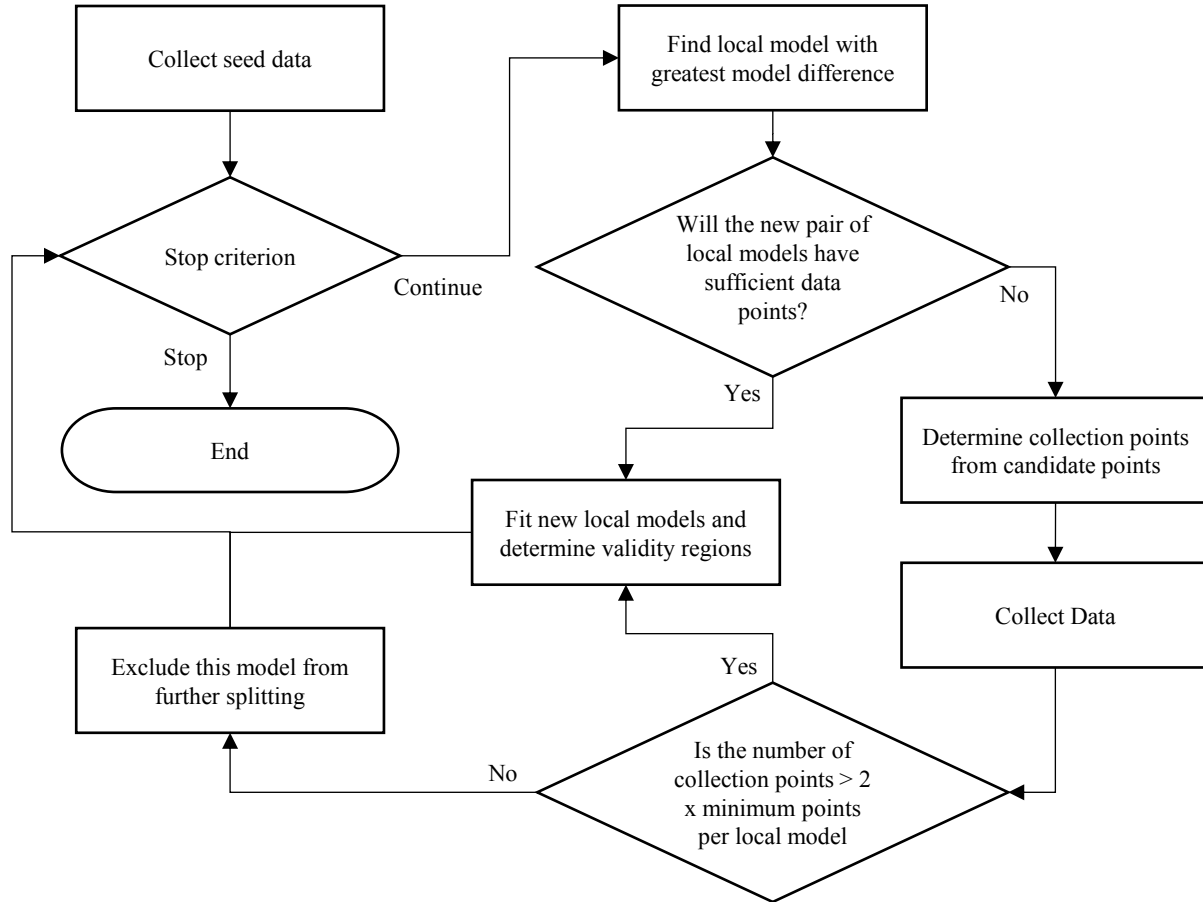 Collect seed data
Find local model with
greatest model difference
Stop criterion
Continue
Stop
End
Will the new pair of
local models have
sufficient data
points?
No
Yes
Determine collection points
from candidate points
Collect Data
Fit new local models and
determine validity regions
Exclude this model from
further splitting
Yes
No
Is the number of
collection points > 2
x minimum points
per local model